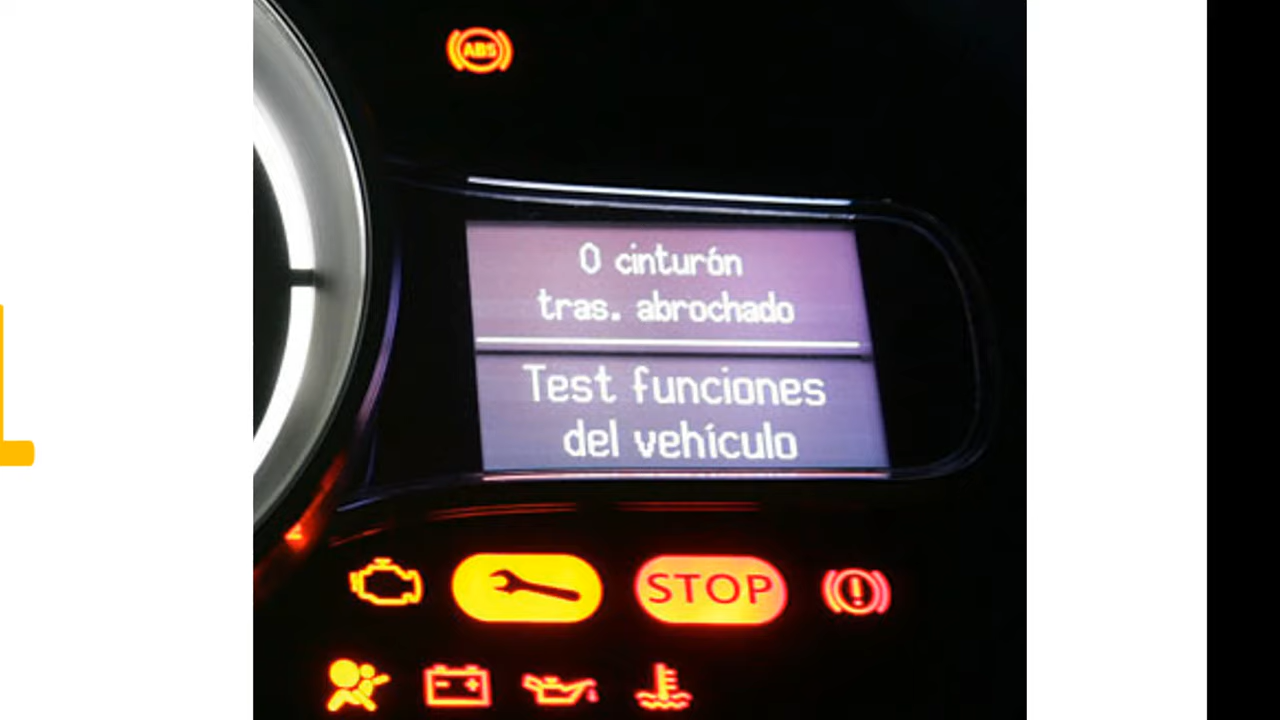 ABS
0 cinturón
tras. abrochado
Test funciones
del vehículo
STOP